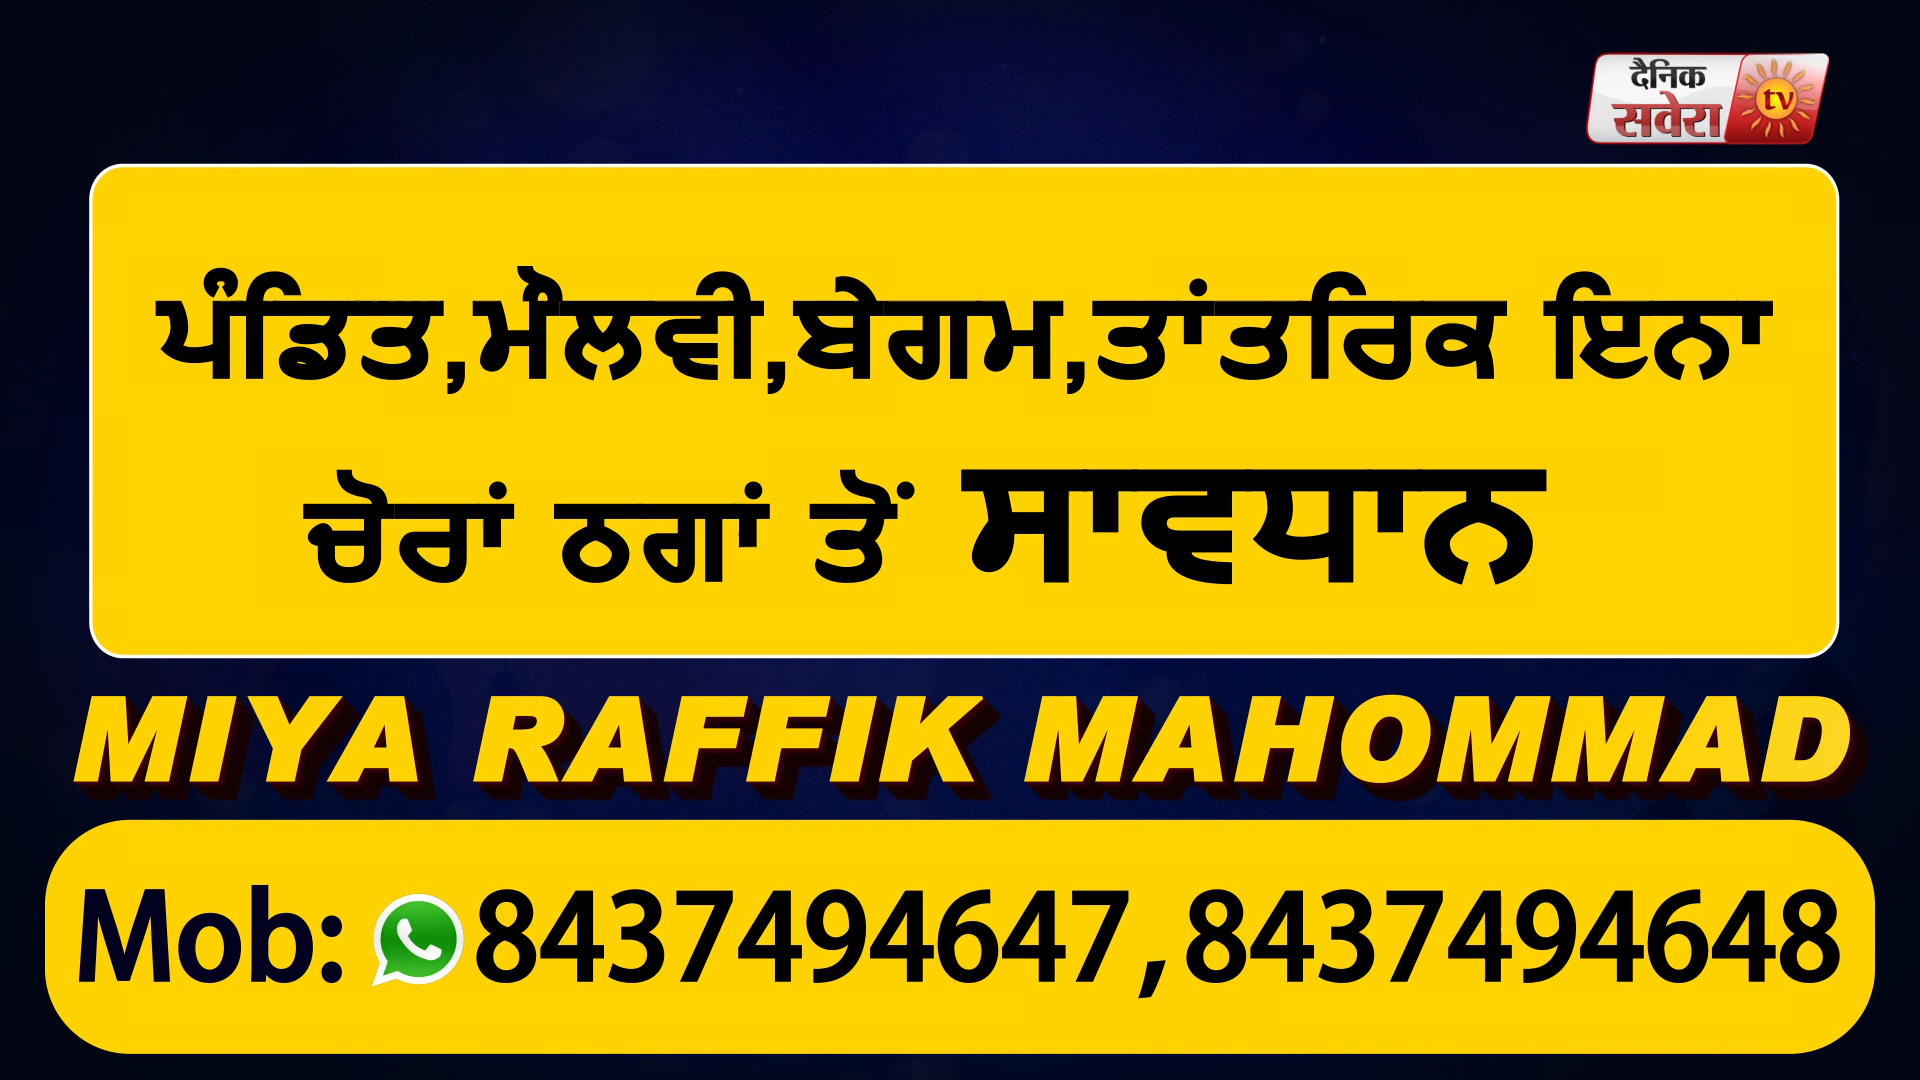 दैनिक
सवेरा tv
ਪੰਡਿਤ,ਮੌਲਵੀ,ਬੇਗਮ,ਤਾਂਤਰਿਕ ਇਨਾ
ਚੋਰਾਂ ਠਗਾਂ ਤੋਂ ਸਾਵਧਾਨ
MIYA RAFFIK MAHOMMAD
Mob: 8437494647,8437494648